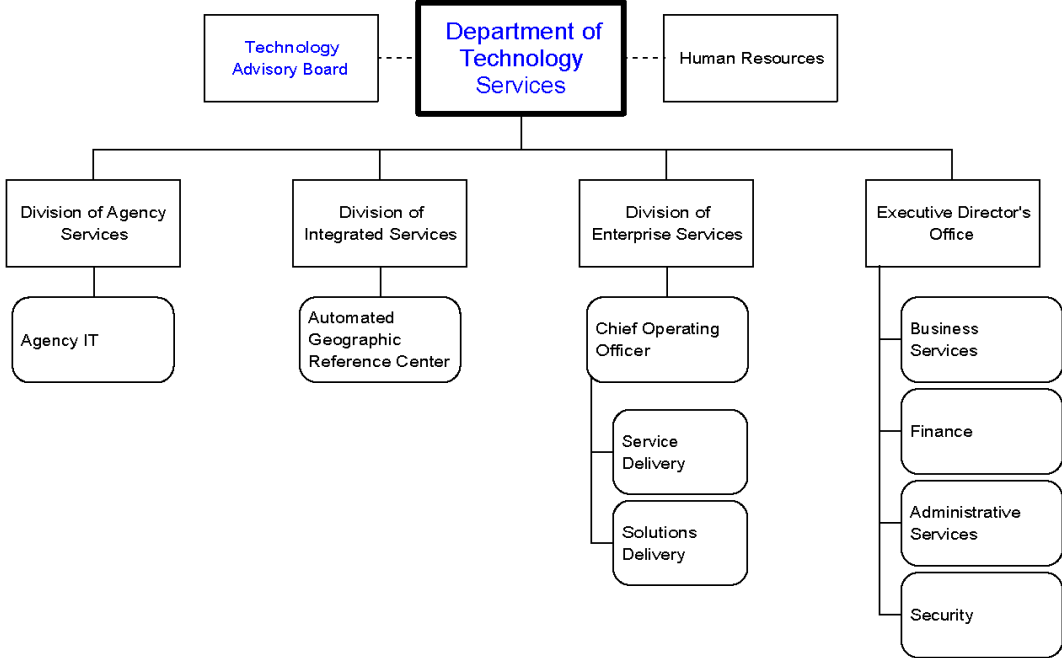 Technology
Advisory Board
Department of
Technology
Services
Human Resources
Division of Agency
Services
Division of
Integrated Services
Division of
Enterprise Services
Executive Director's
Office
Agency IT
Automated
Geographic
Reference Center
Chief Operating
Officer
Service
Delivery
Solutions
Delivery
Business
Services
Finance
Administrative
Services
Security